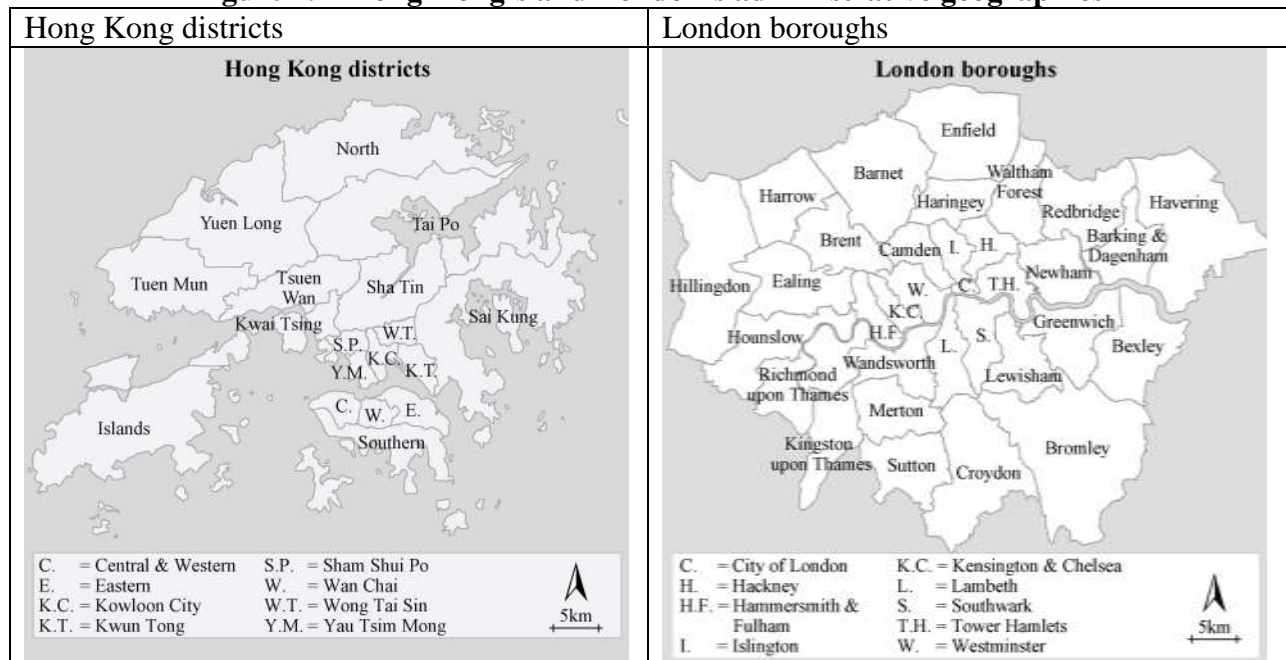 Hong Kong districts
London boroughs
Hong Kong districts
North
Yuen Long
Tai Po
Tuen Mun
Tsuen
Wan
Sha Tin
Sai Kung
Kwai Tsing
W.T.
S.P.
K.C.
Y.M.
K.T.
C.
W.
E.
Islands
Southern
C. = Central & Western
E. = Eastern
K.C. = Kowloon City
K.T. = Kwun Tong
S.P. = Sham Shui Po
W. = Wan Chai
W.T. = Wong Tai Sin
Y.M. = Yau Tsim Mong
5km
London boroughs
Enfield
Barnet
Waltham
Forest
Harrow
Haringey
Redbridge
Havering
Brent
Camden
I.
H.
Barking &
Dagenham
Hillingdon
Ealing
W.
C.
T.H.
Newham
K.C.
Hounslow
H.F.
Greenwich
S.
Bexley
Richmond
upon Thames
Wandsworth
L.
Lewisham
Merton
Kingston
upon Thames
Sutton
Croydon
Bromley
C. = City of London
H. = Hackney
H.F. = Hammersmith &
Fulham
I. = Islington
K.C. = Kensington & Chelsea
L. = Lambeth
S. = Southwark
T.H. = Tower Hamlets
W. = Westminster
5km